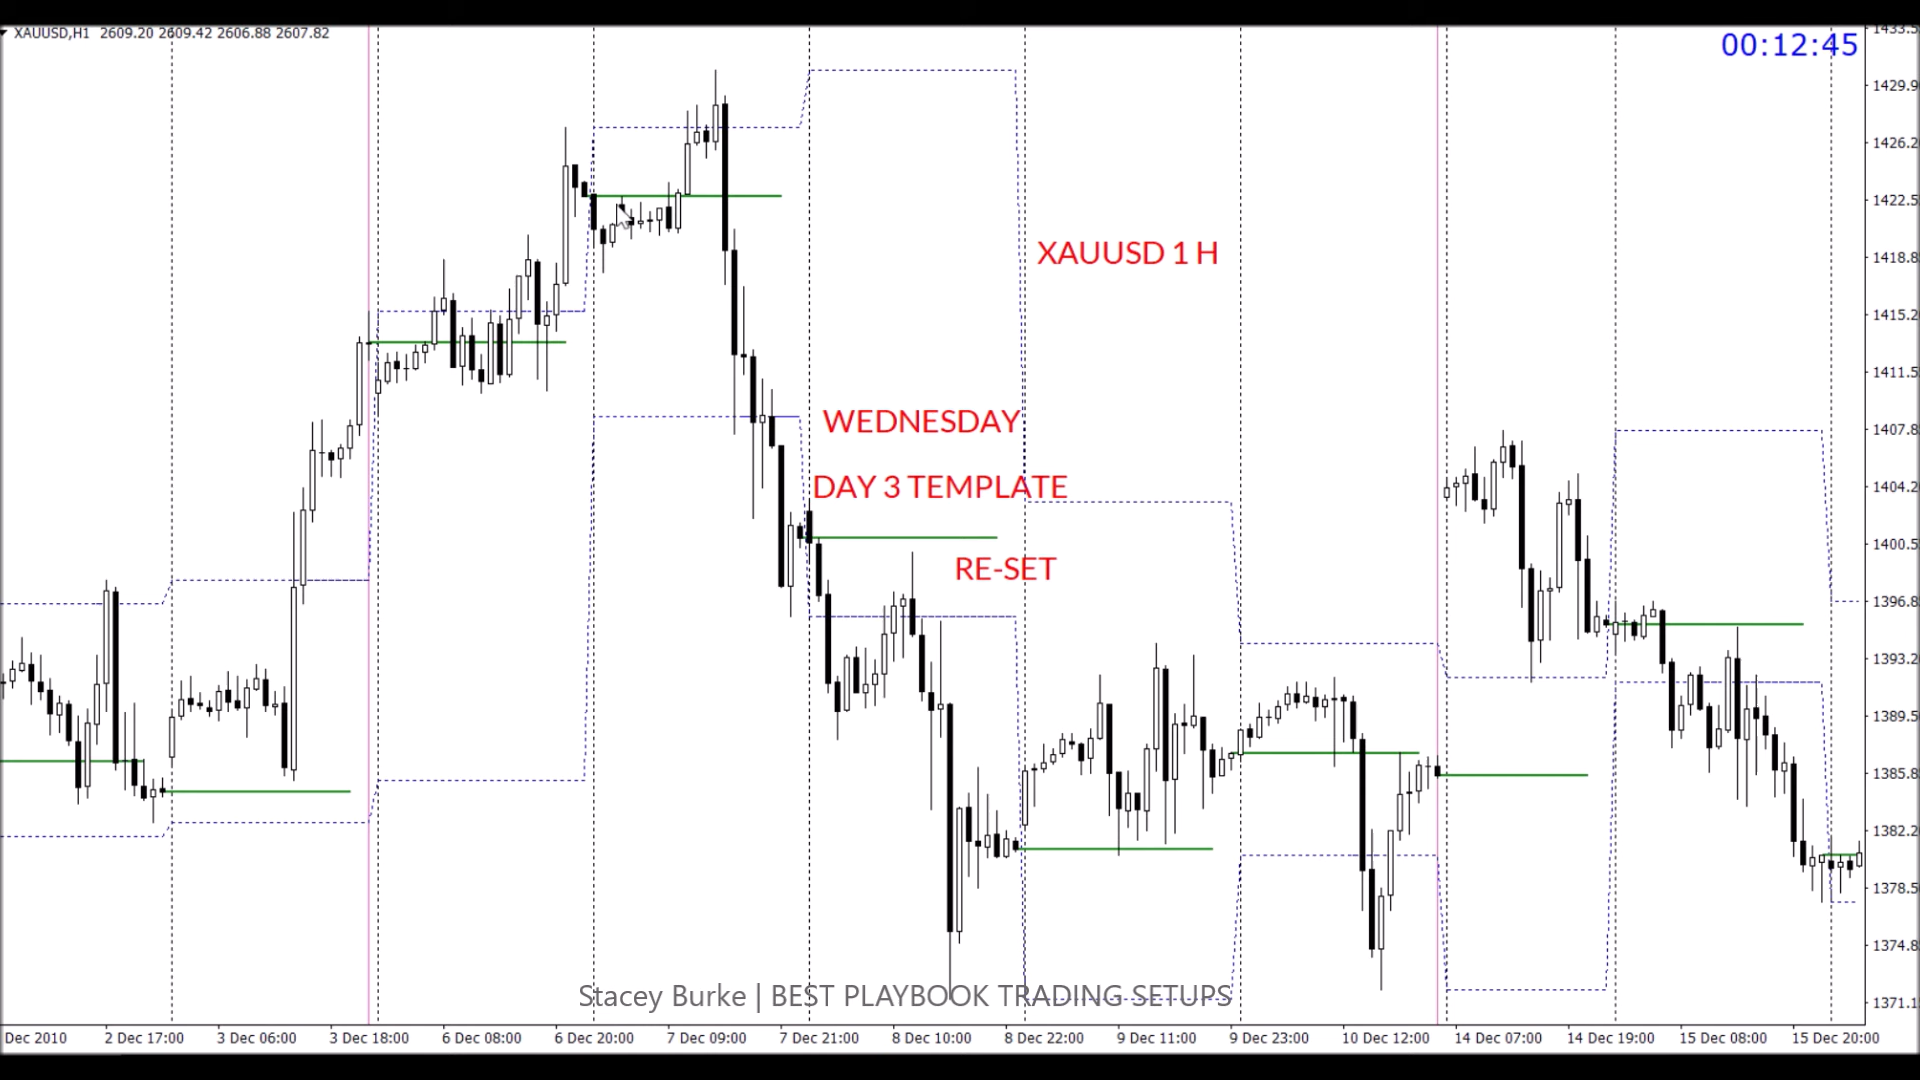 XAUUSD,H1 2609.20 2609.42 2606.88 2607.82
00:12:45
1433.5
1429.9
1426.2
1422.5
XAUUSD 1 H
1418.8
1415.2
1411.5
WEDNESDAY
1407.8
DAY 3 TEMPLATE
1404.2
1400.5
RE-SET
1396.8
1393.2
1389.5
1385.8
1382.2
1378.5
1374.8
Stacey Burke | BEST PLAYBOOK TRADING SETUPS
1371.1
Dec 2010 2 Dec 17:00 3 Dec 06:00 3 Dec 18:00 6 Dec 08:00 6 Dec 20:00 7 Dec 09:00 7 Dec 21:00 8 Dec 10:00 8 Dec 22:00 9 Dec 11:00 9 Dec 23:00 10 Dec 12:00 14 Dec 07:00 14 Dec 19:00 15 Dec 08:00 15 Dec 20:00